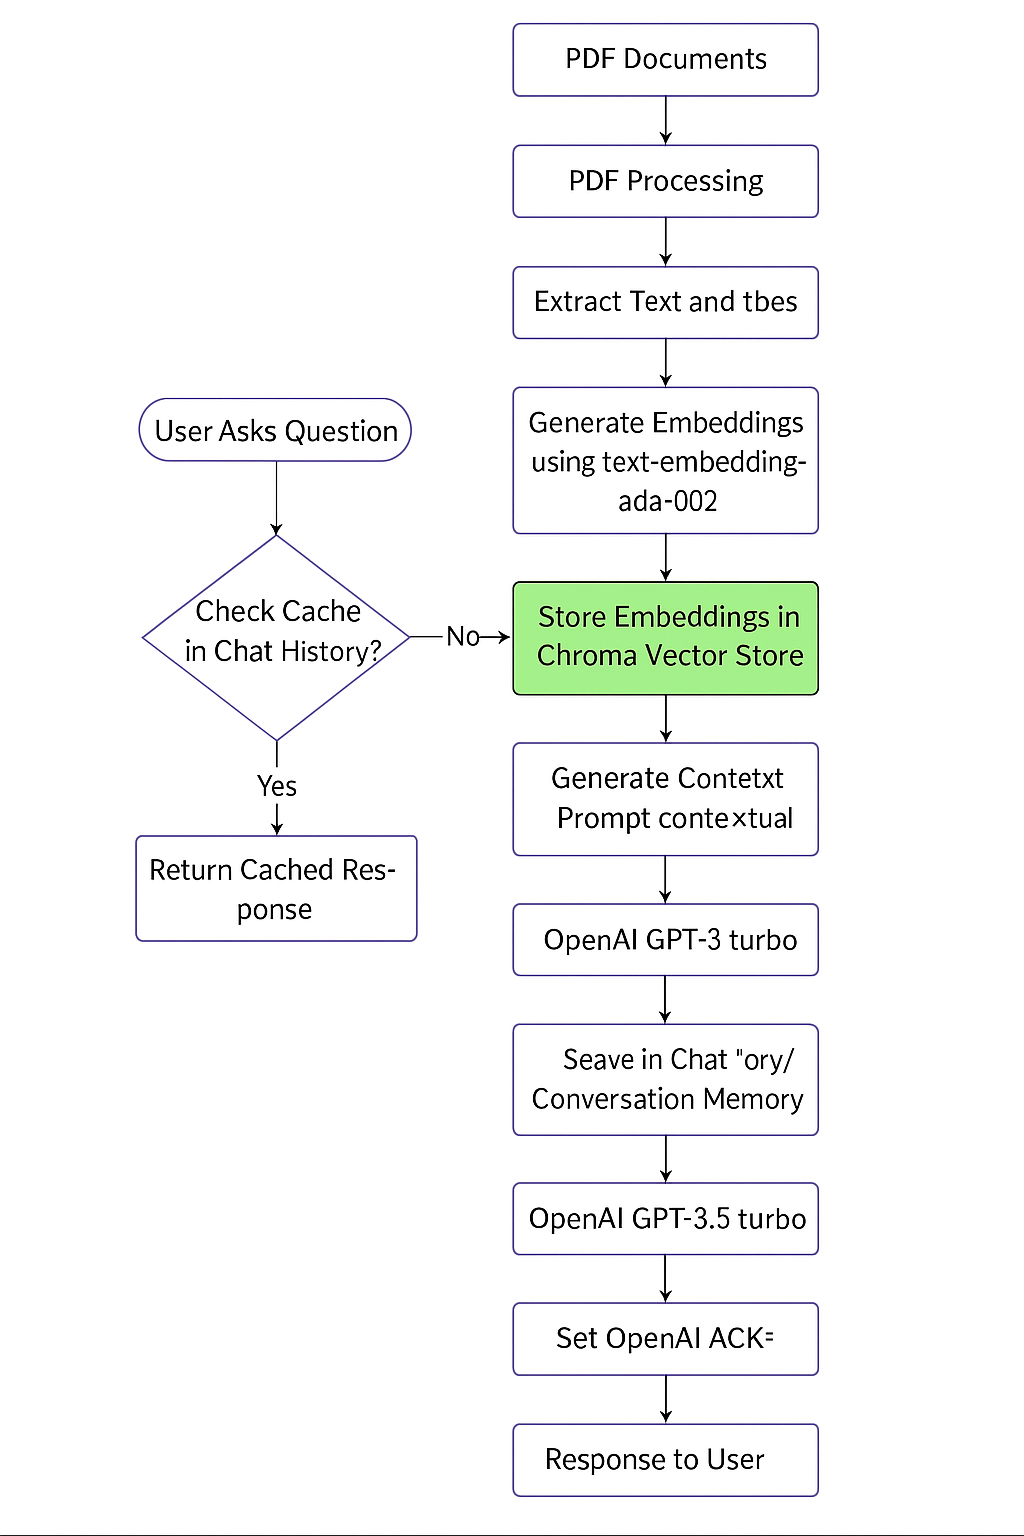 PDF Documents
PDF Processing
Extract Text and tbes
Generate Embeddings
using text-embedding-
ada-002
User Asks Question
Check Cache
in Chat History?
No
Store Embeddings in
Chroma Vector Store
Yes
Return Cached Res-
ponse
Generate Contetxt
Prompt contextual
OpenAI GPT-3 turbo
Seave in Chat "ory/
Conversation Memory
OpenAI GPT-3.5 turbo
Set OpenAI ACK=
Response to User